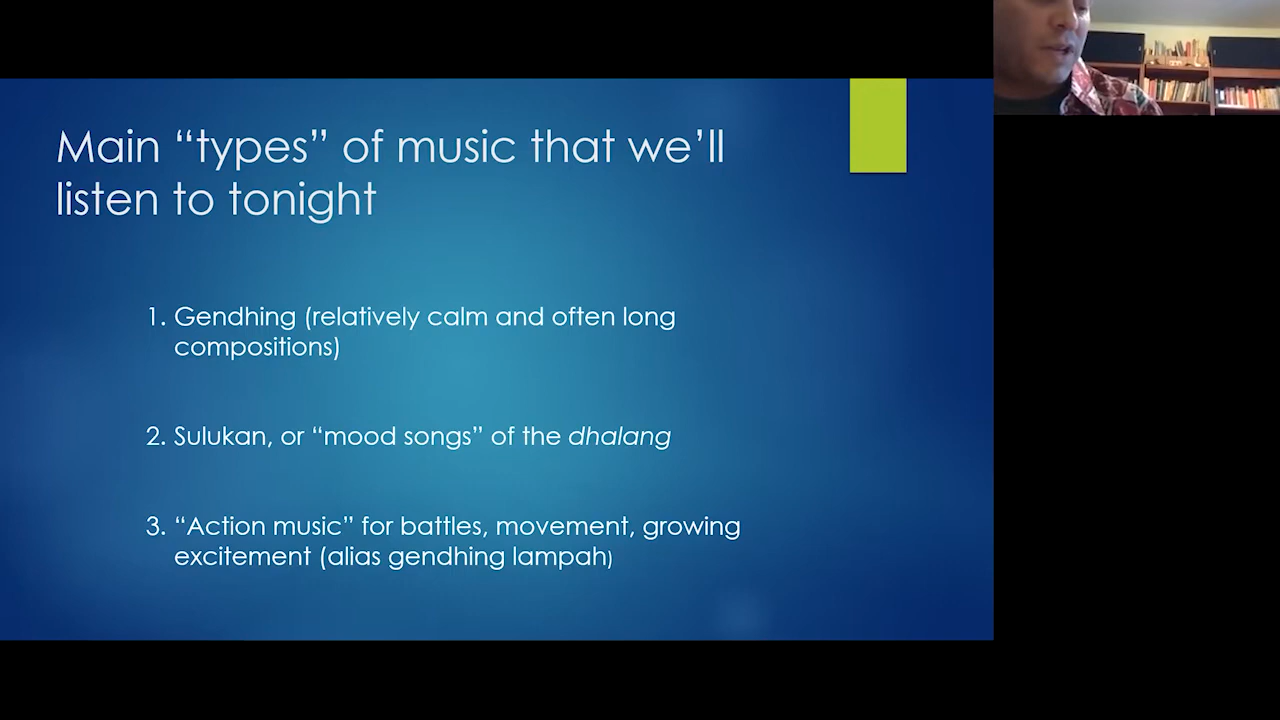 Main “types” of music that we’ll
listen to tonight
1. Gendhing (relatively calm and often long
compositions)
2. Sulukan, or “mood songs” of the dhalang
3. “Action music” for battles, movement, growing
excitement (alias gendhing lampah)